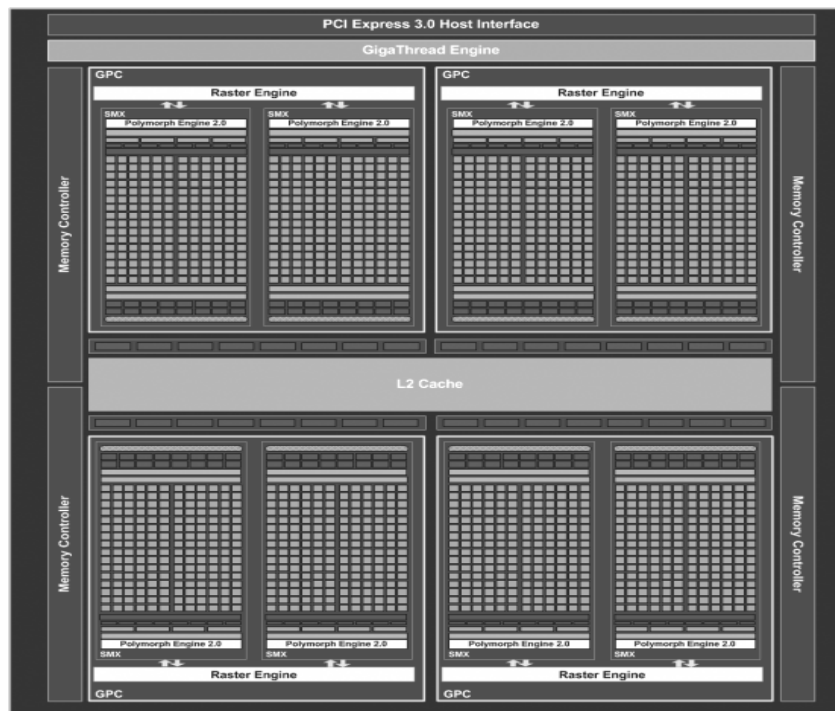 PCI Express 3.0 Host Interface
GigaThread Engine
GPC
GPC
Raster Engine
Raster Engine
SMX
SMX
SMX
SMX
Polymorph Engine 2.0
Polymorph Engine 2.0
Polymorph Engine 2.0
Polymorph Engine 2.0
Memory Controller
Memory Controller
L2 Cache
Memory Controller
Memory Controller
Polymorph Engine 2.0
Polymorph Engine 2.0
Polymorph Engine 2.0
Polymorph Engine 2.0
SMX
SMX
SMX
SMX
Raster Engine
Raster Engine
GPC
GPC